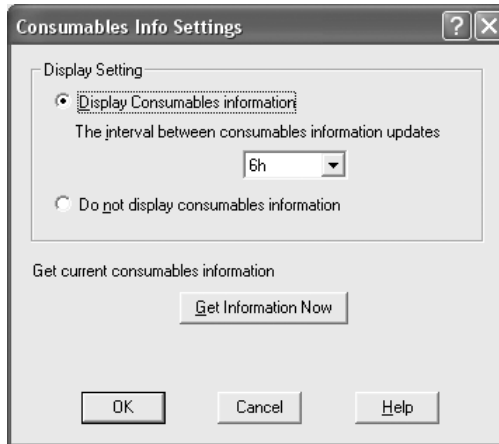 Consumables Info Settings
Display Setting
Display Consumables information
The interval between consumables information updates
6h
Do not display consumables information
Get current consumables information
Get Information Now
OK
Cancel
Help